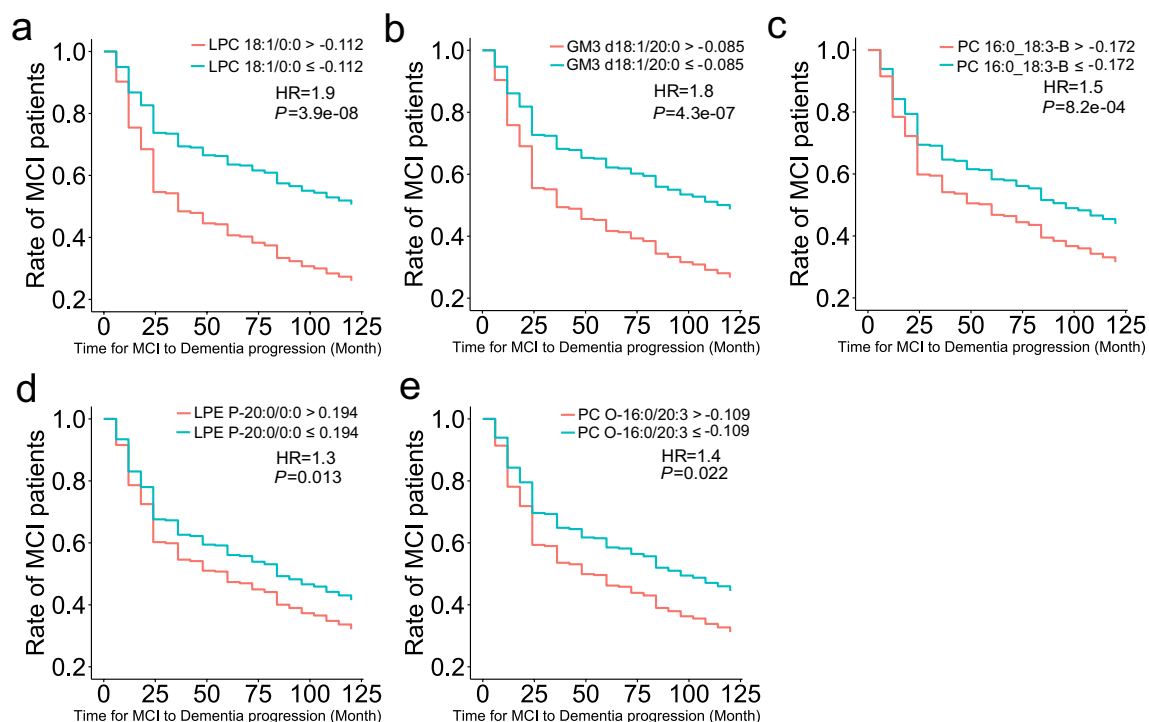 a
LPC 18:1/0:0 > -0.112
LPC 18:1/0:0 ≤ -0.112
HR=1.9
P=3.9e-08
Rate of MCI patients
1.0
0.8
0.6
0.4
0.2
0 25 50 75 100 125
Time for MCI to Dementia progression (Month)
b
GM3 d18:1/20:0 > -0.085
GM3 d18:1/20:0 ≤ -0.085
HR=1.8
P=4.3e-07
Rate of MCI patients
1.0
0.8
0.6
0.4
0.2
0 25 50 75 100 125
Time for MCI to Dementia progression (Month)
c
PC 16:0_18:3-B > -0.172
PC 16:0_18:3-B ≤ -0.172
HR=1.5
P=8.2e-04
Rate of MCI patients
1.0
0.8
0.6
0.4
0.2
0 25 50 75 100 125
Time for MCI to Dementia progression (Month)
d
LPE P-20:0/0:0 > 0.194
LPE P-20:0/0:0 ≤ 0.194
HR=1.3
P=0.013
Rate of MCI patients
1.0
0.8
0.6
0.4
0.2
0 25 50 75 100 125
Time for MCI to Dementia progression (Month)
e
PC O-16:0/20:3 > -0.109
PC O-16:0/20:3 ≤ -0.109
HR=1.4
P=0.022
Rate of MCI patients
1.0
0.8
0.6
0.4
0.2
0 25 50 75 100 125
Time for MCI to Dementia progression (Month)